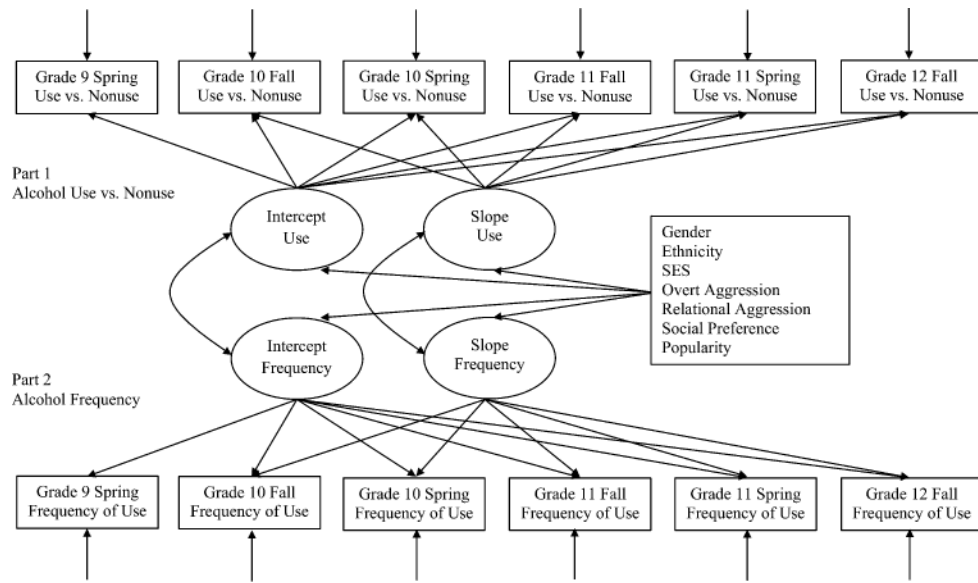 Grade 9 Spring
Use vs. Nonuse
Grade 10 Fall
Use vs. Nonuse
Grade 10 Spring
Use vs. Nonuse
Grade 11 Fall
Use vs. Nonuse
Grade 11 Spring
Use vs. Nonuse
Grade 12 Fall
Use vs. Nonuse
Part 1
Alcohol Use vs. Nonuse
Intercept
Use
Slope
Use
Gender
Ethnicity
SES
Overt Aggression
Relational Aggression
Social Preference
Popularity
Intercept
Frequency
Slope
Frequency
Part 2
Alcohol Frequency
Grade 9 Spring
Frequency of Use
Grade 10 Fall
Frequency of Use
Grade 10 Spring
Frequency of Use
Grade 11 Fall
Frequency of Use
Grade 11 Spring
Frequency of Use
Grade 12 Fall
Frequency of Use